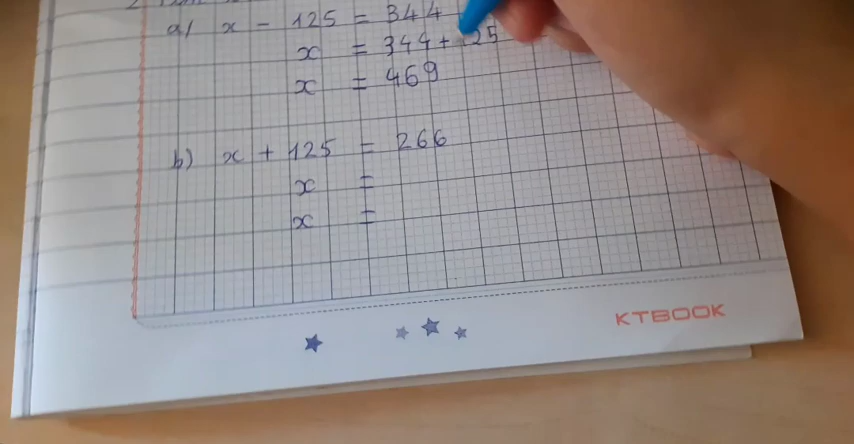 a) x - 125 = 344
x = 344 + 125
x = 469
b) x + 125 = 266
x =
x =
KTBOOK